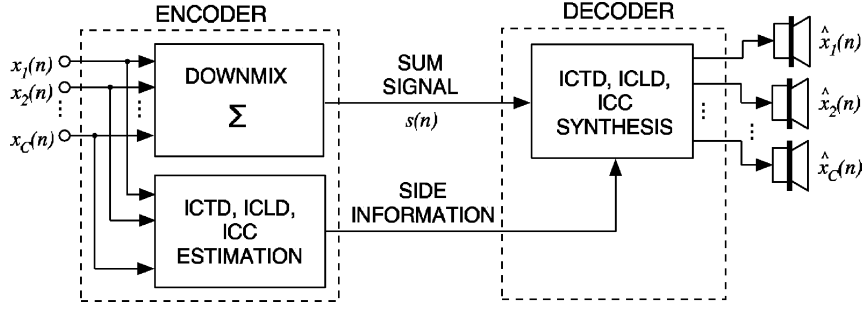 ENCODER
DECODER
x1(n)
x2(n)
xC(n)
DOWNMIX
Σ
SUM
SIGNAL
s(n)
ICTD, ICLD,
ICC
SYNTHESIS
x̂1(n)
x̂2(n)
x̂C(n)
ICTD, ICLD,
ICC
ESTIMATION
SIDE
INFORMATION